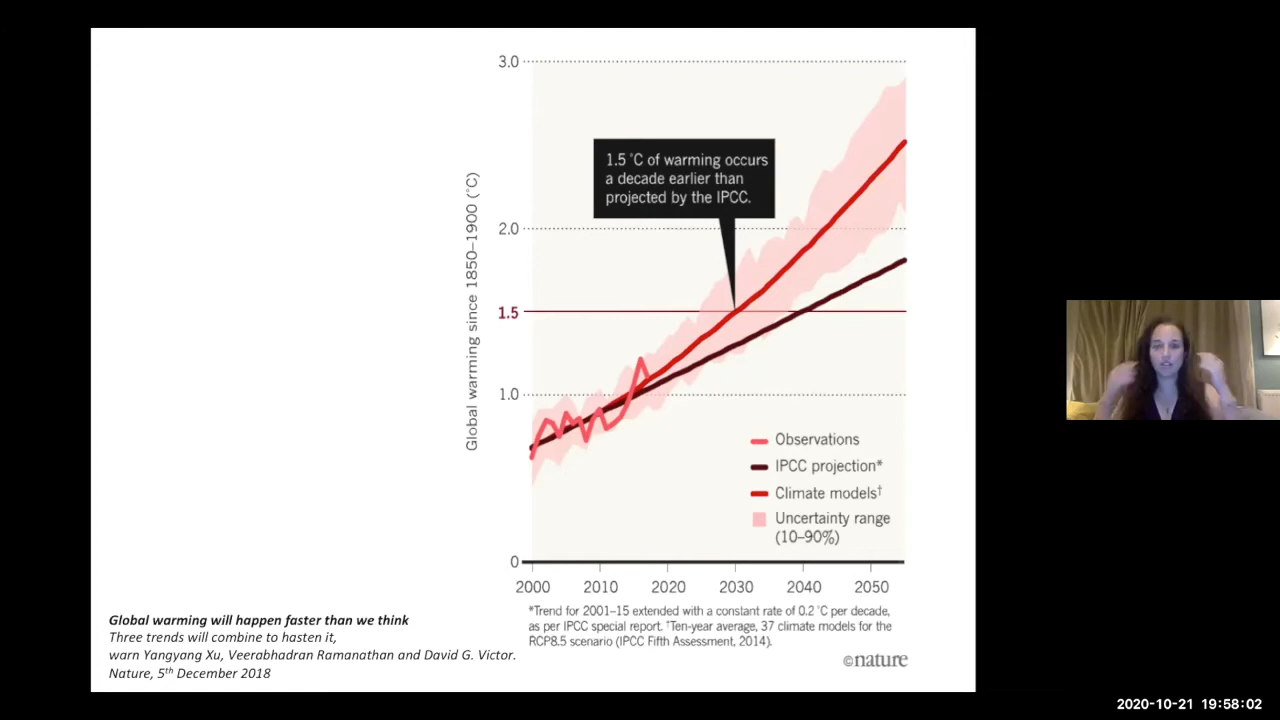 3.0
1.5 °C of warming occurs
a decade earlier than
projected by the IPCC.
2.0
Global warming since 1850–1900 (°C)
1.5
1.0
Observations
IPCC projection*
Climate models†
Uncertainty range
(10–90%)
0
2000 2010 2020 2030 2040 2050
*Trend for 2001–15 extended with a constant rate of 0.2 °C per decade,
as per IPCC special report. †Ten-year average, 37 climate models for the
RCP8.5 scenario (IPCC Fifth Assessment, 2014).
©nature
Global warming will happen faster than we think
Three trends will combine to hasten it,
warn Yangyang Xu, Veerabhadran Ramanathan and David G. Victor.
Nature, 5th December 2018
2020-10-21 19:58:02